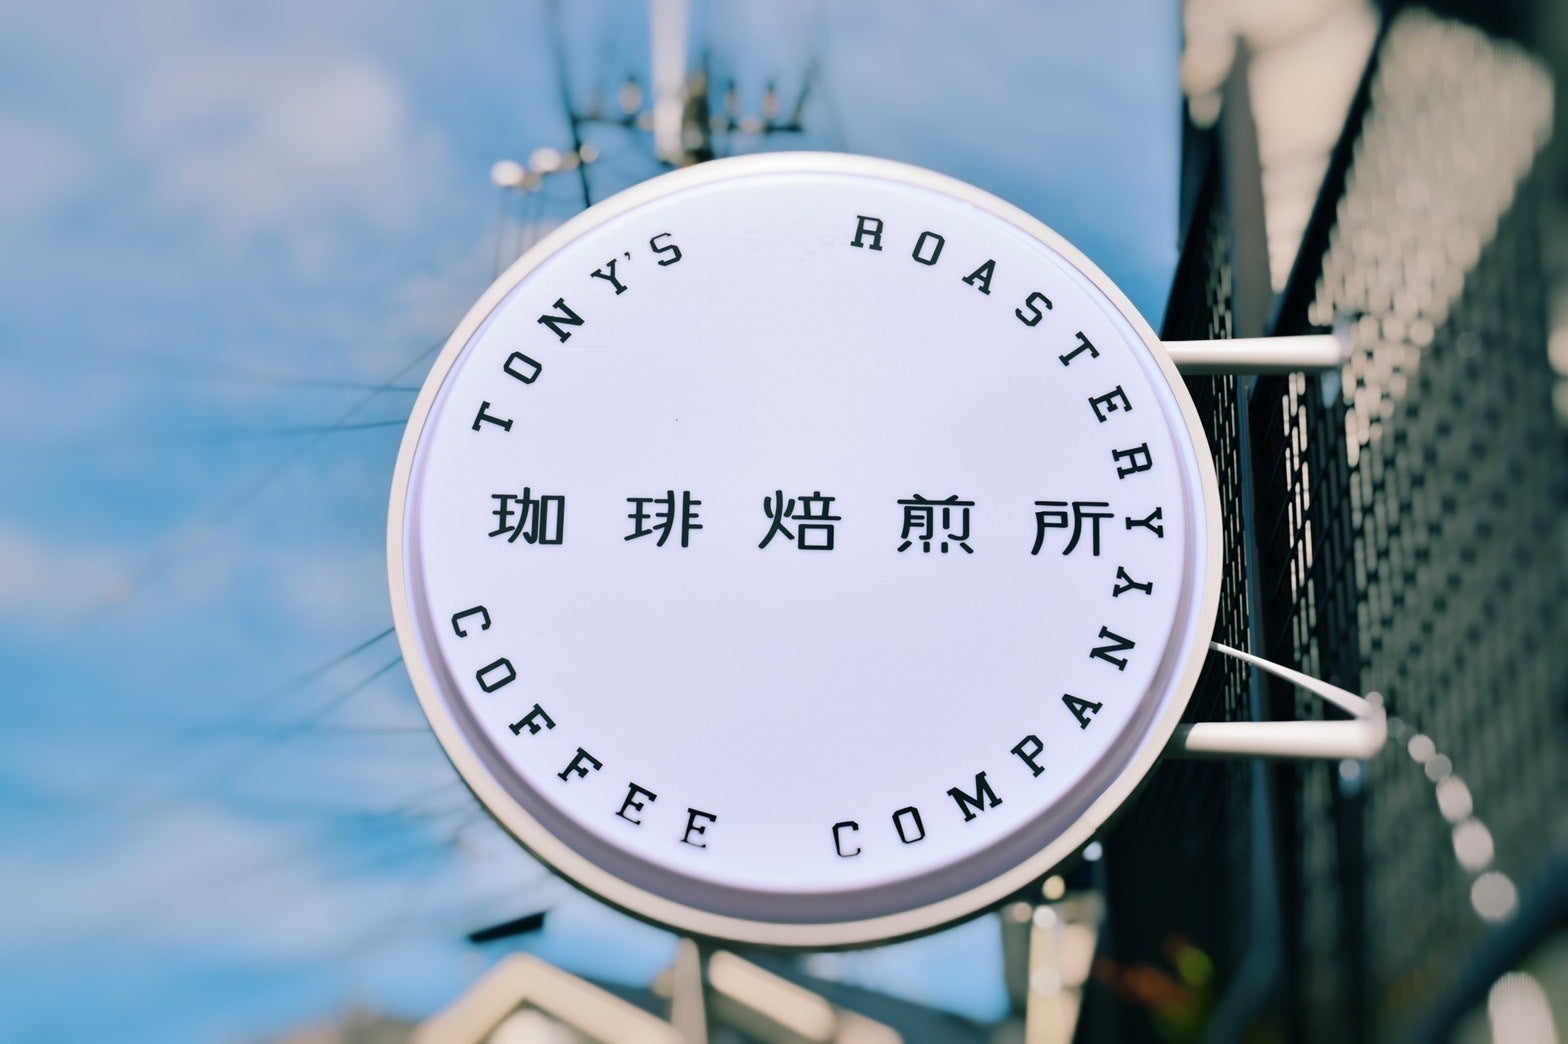 TONY'S ROASTERY
珈琲焙煎所
COFFEE COMPANY